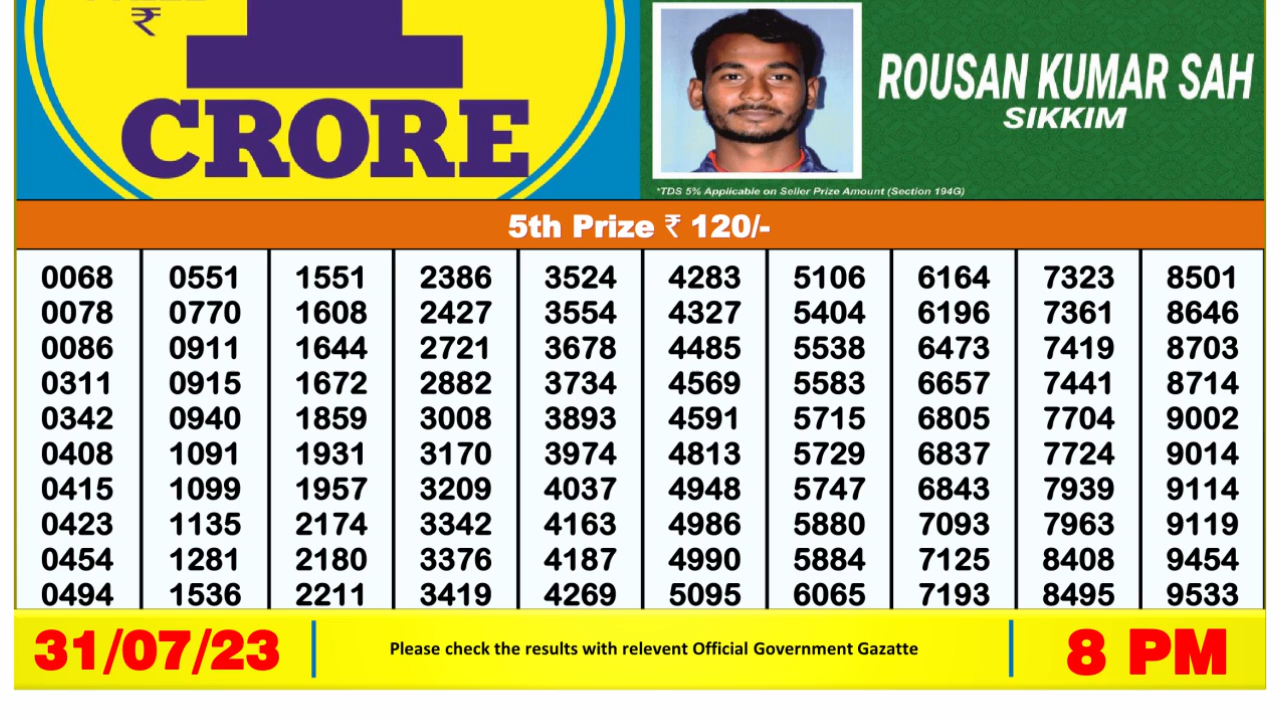 ₹
1
CRORE
ROUSAN KUMAR SAH
SIKKIM
*TDS 5% Applicable on Seller Prize Amount (Section 194G)
5th Prize ₹ 120/-
0068 0551 1551 2386 3524 4283 5106 6164 7323 8501
0078 0770 1608 2427 3554 4327 5404 6196 7361 8646
0086 0911 1644 2721 3678 4485 5538 6473 7419 8703
0311 0915 1672 2882 3734 4569 5583 6657 7441 8714
0342 0940 1859 3008 3893 4591 5715 6805 7704 9002
0408 1091 1931 3170 3974 4813 5729 6837 7724 9014
0415 1099 1957 3209 4037 4948 5747 6843 7939 9114
0423 1135 2174 3342 4163 4986 5880 7093 7963 9119
0454 1281 2180 3376 4187 4990 5884 7125 8408 9454
0494 1536 2211 3419 4269 5095 6065 7193 8495 9533
31/07/23
Please check the results with relevent Official Government Gazatte
8 PM